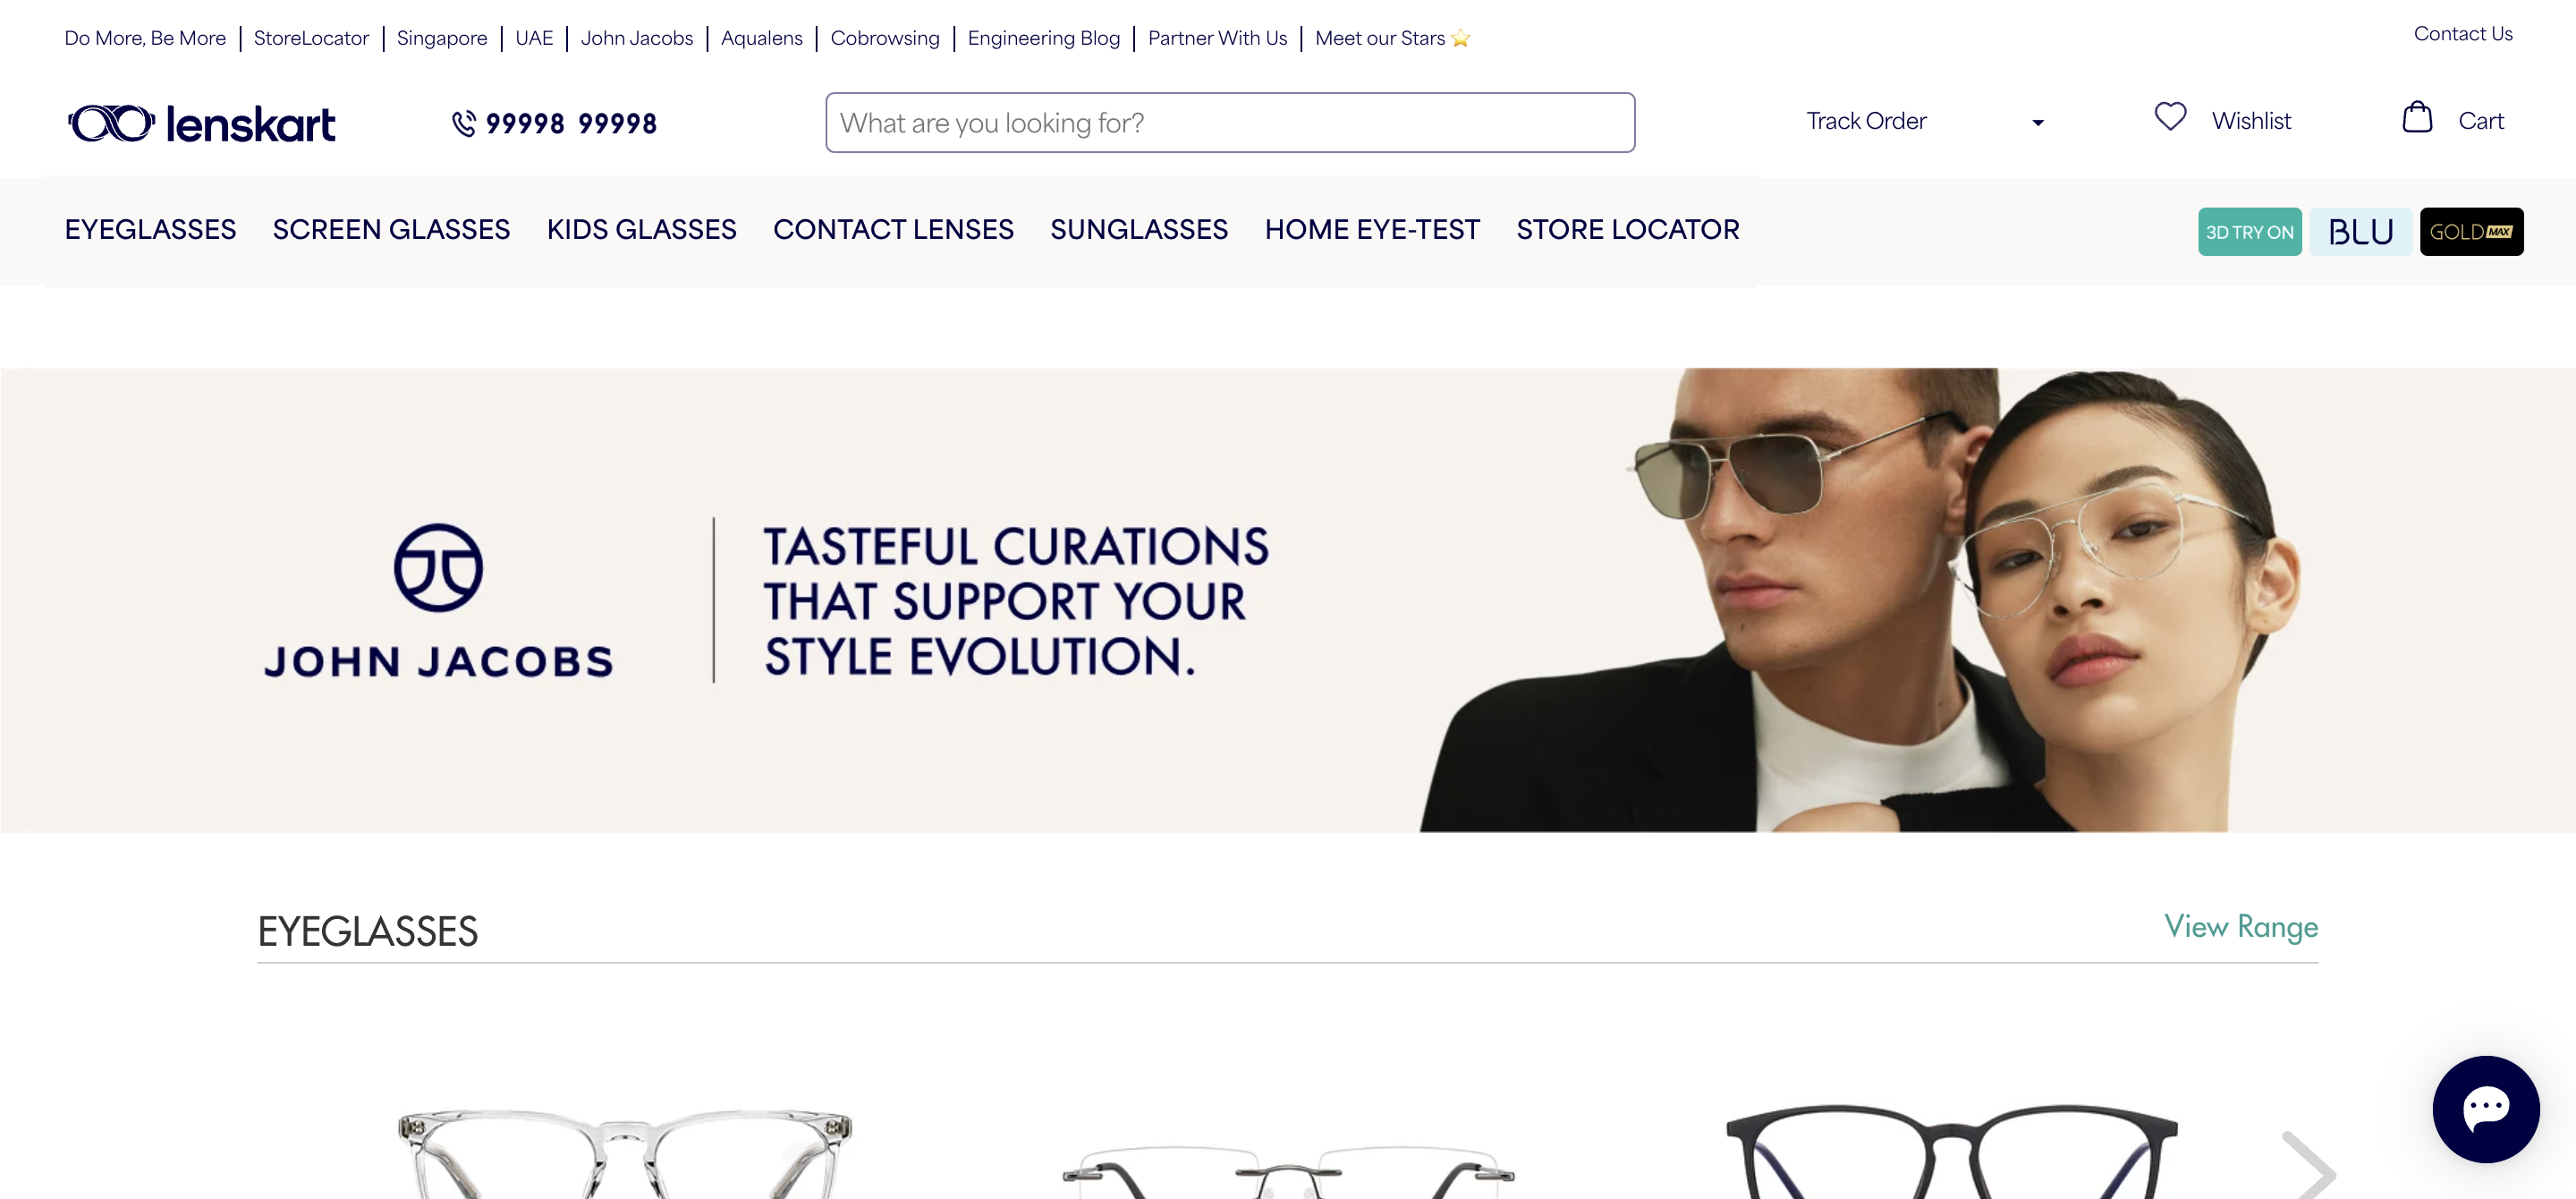 Do More, Be More | StoreLocator | Singapore | UAE | John Jacobs | Aqualens | Cobrowsing | Engineering Blog | Partner With Us | Meet our Stars ⭐ Contact Us
lenskart 99998 99998 What are you looking for? Track Order Wishlist Cart
EYEGLASSES SCREEN GLASSES KIDS GLASSES CONTACT LENSES SUNGLASSES HOME EYE-TEST STORE LOCATOR 3D TRY ON BLU GOLD MAX
JOHN JACOBS
TASTEFUL CURATIONS
THAT SUPPORT YOUR
STYLE EVOLUTION.
EYEGLASSES View Range